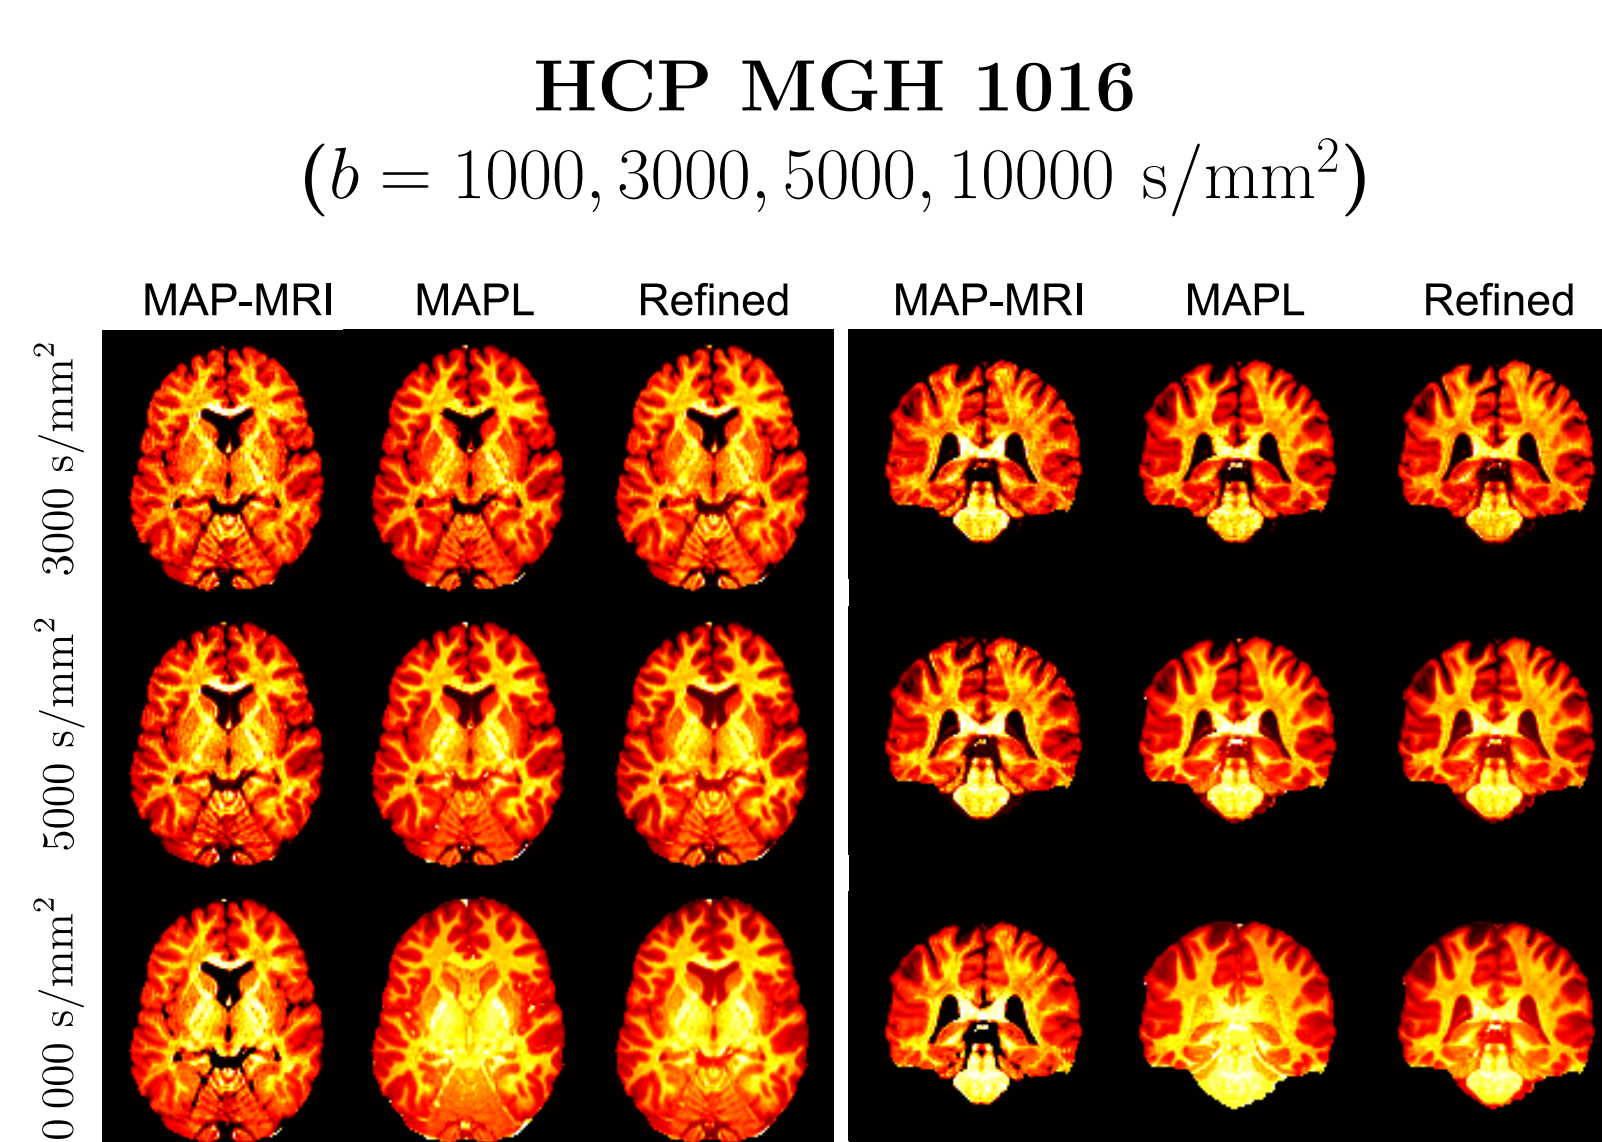 HCP MGH 1016
(b = 1000, 3000, 5000, 10000 s/mm²)
MAP-MRI MAPL Refined MAP-MRI MAPL Refined
3000 s/mm²
5000 s/mm²
0 000 s/mm²